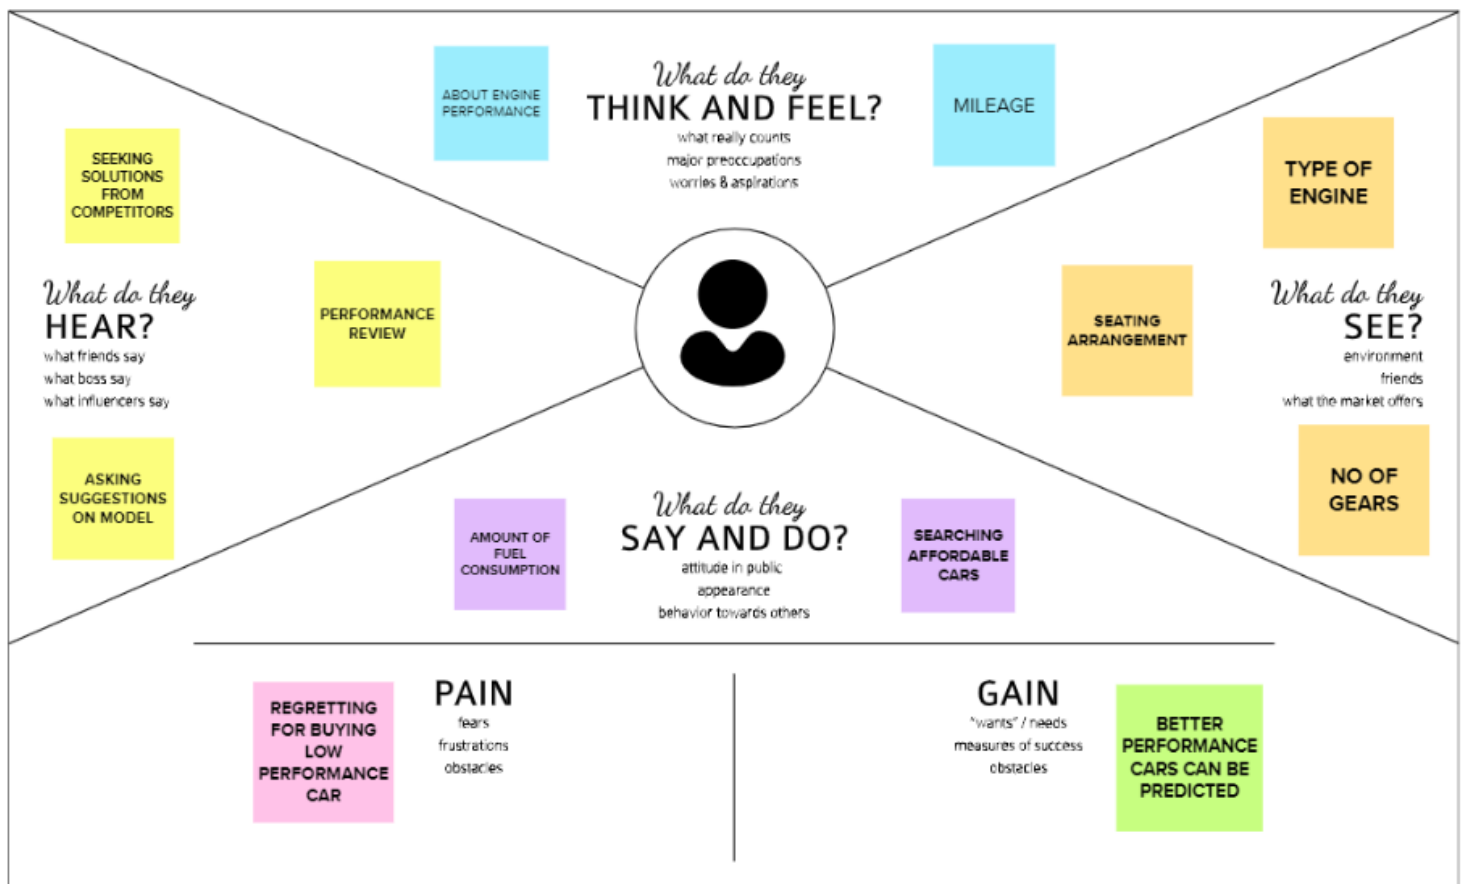 ABOUT ENGINE
PERFORMANCE
What do they
THINK AND FEEL?
what really counts
major preoccupations
worries & aspirations
MILEAGE
SEEKING
SOLUTIONS
FROM
COMPETITORS
What do they
HEAR?
what friends say
what boss say
what influencers say
PERFORMANCE
REVIEW
ASKING
SUGGESTIONS
ON MODEL
TYPE OF
ENGINE
SEATING
ARRANGEMENT
What do they
SEE?
environment
friends
what the market offers
NO OF
GEARS
AMOUNT OF
FUEL
CONSUMPTION
What do they
SAY AND DO?
attitude in public
appearance
behavior towards others
SEARCHING
AFFORDABLE
CARS
REGRETTING
FOR BUYING
LOW
PERFORMANCE
CAR
PAIN
fears
frustrations
obstacles
GAIN
"wants" / needs
measures of success
obstacles
BETTER
PERFORMANCE
CARS CAN BE
PREDICTED